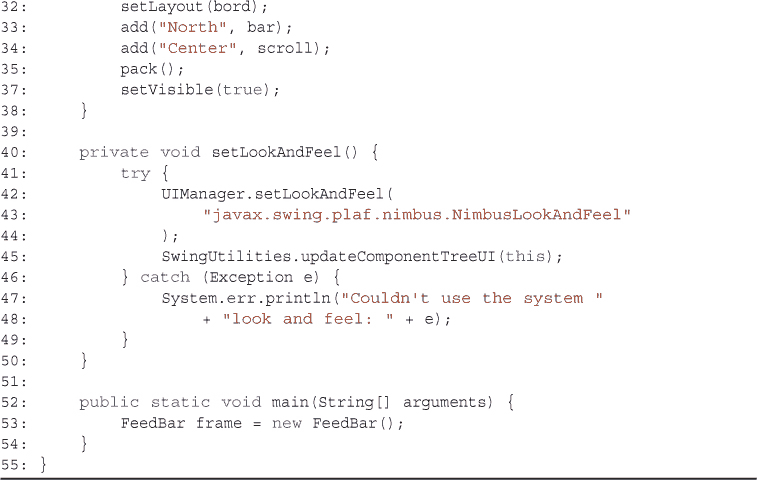 32:         setLayout(bord);
33:         add("North", bar);
34:         add("Center", scroll);
35:         pack();
37:         setVisible(true);
38:     }
39:
40:     private void setLookAndFeel() {
41:         try {
42:             UIManager.setLookAndFeel(
43:                 "javax.swing.plaf.nimbus.NimbusLookAndFeel"
44:             );
45:             SwingUtilities.updateComponentTreeUI(this);
46:         } catch (Exception e) {
47:             System.err.println("Couldn't use the system "
48:                 + "look and feel: " + e);
49:         }
50:     }
51:
52:     public static void main(String[] arguments) {
53:         FeedBar frame = new FeedBar();
54:     }
55: }